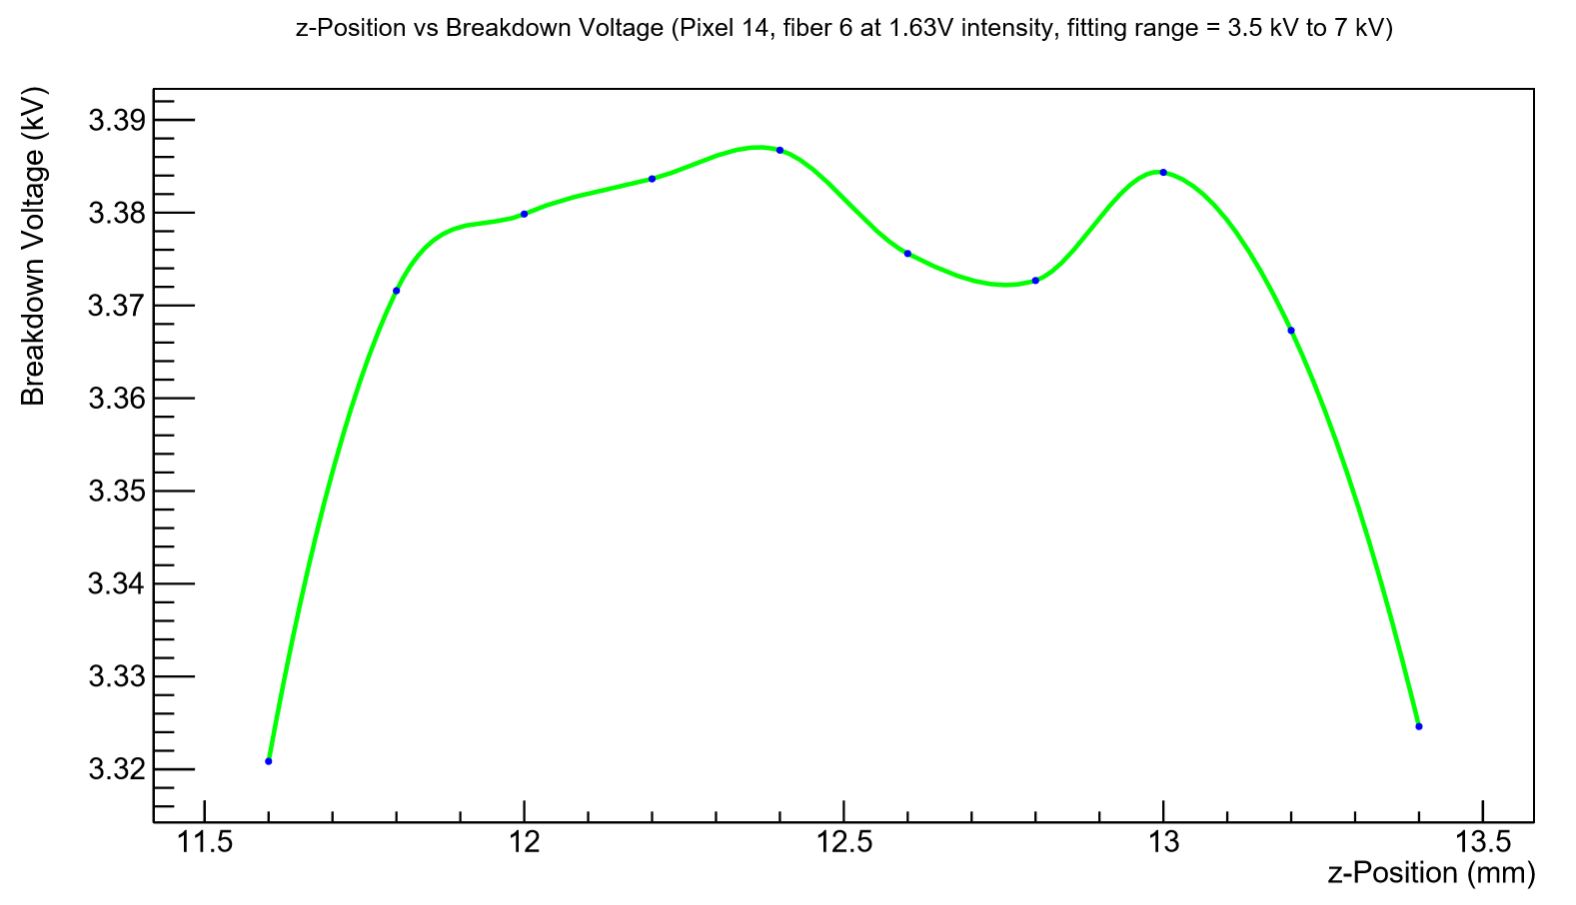 z-Position vs Breakdown Voltage (Pixel 14, fiber 6 at 1.63V intensity, fitting range = 3.5 kV to 7 kV)
Breakdown Voltage (kV)
3.39
3.38
3.37
3.36
3.35
3.34
3.33
3.32
11.5 12 12.5 13 13.5
z-Position (mm)